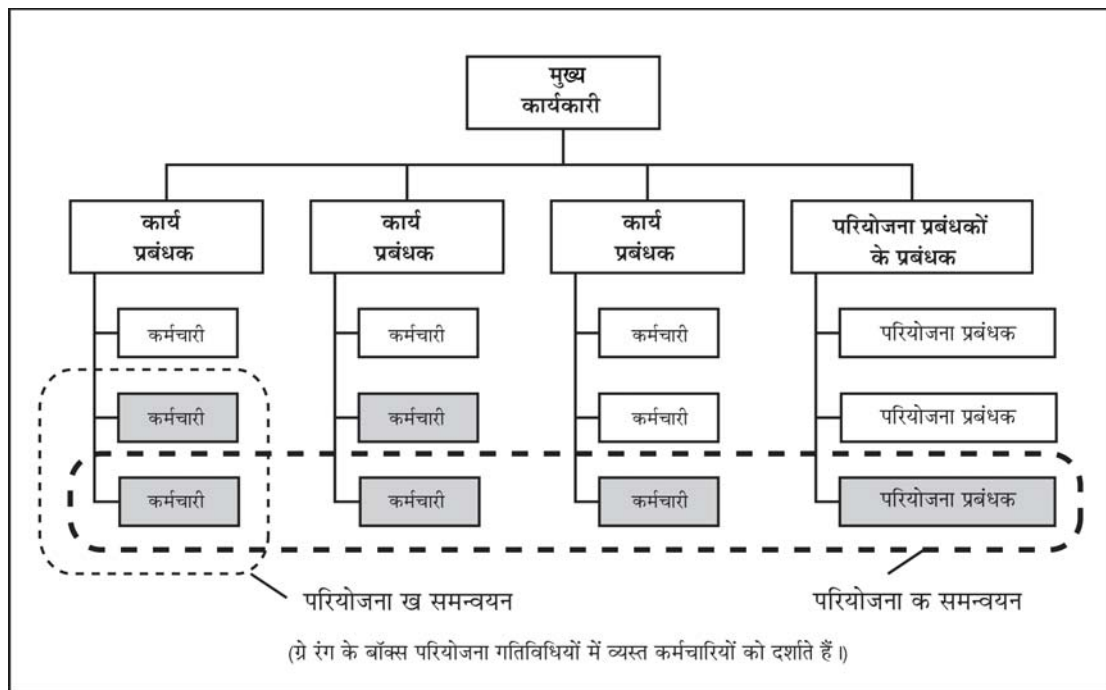 मुख्य
कार्यकारी
कार्य
प्रबंधक
कार्य
प्रबंधक
कार्य
प्रबंधक
परियोजना प्रबंधकों
के प्रबंधक
कर्मचारी
कर्मचारी
कर्मचारी
परियोजना प्रबंधक
कर्मचारी
कर्मचारी
कर्मचारी
परियोजना प्रबंधक
कर्मचारी
कर्मचारी
कर्मचारी
परियोजना प्रबंधक
परियोजना ख समन्वयन
परियोजना क समन्वयन
(ग्रे रंग के बॉक्स परियोजना गतिविधियों में व्यस्त कर्मचारियों को दर्शाते हैं।)